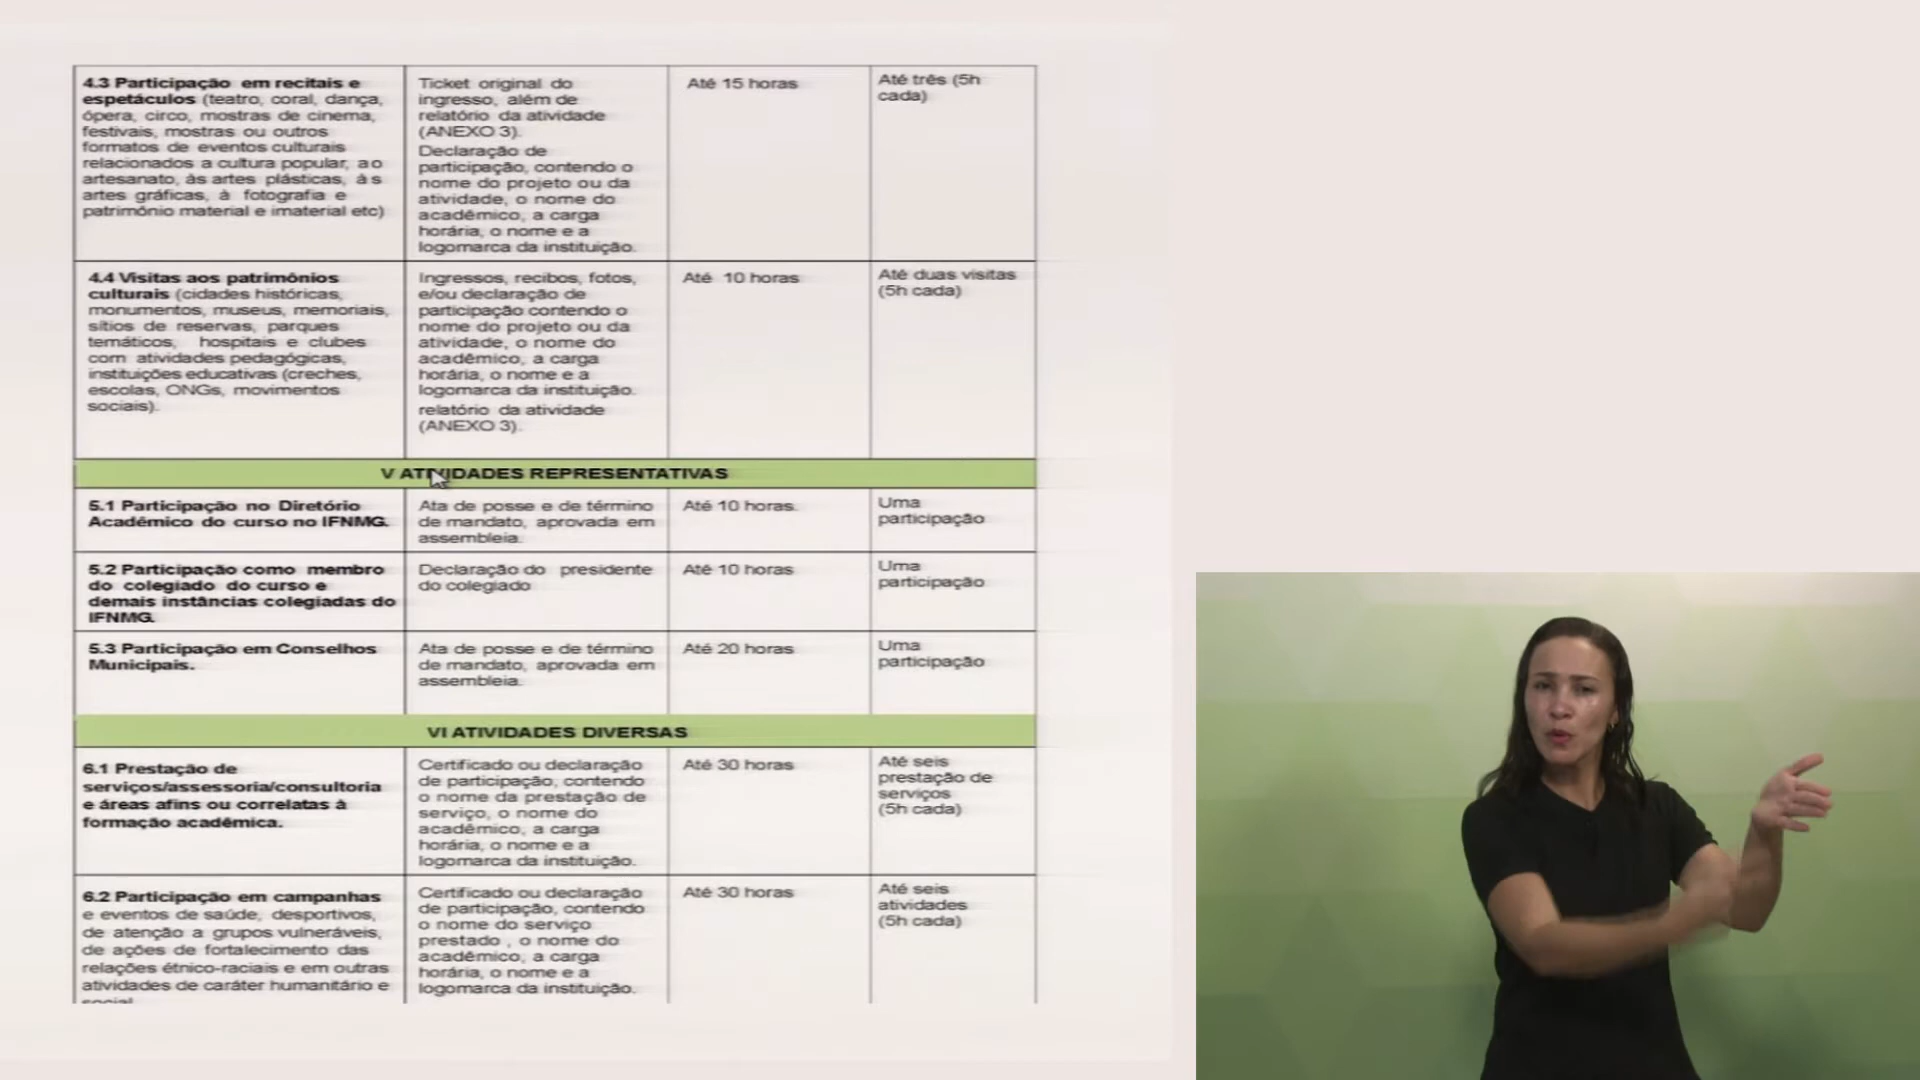 4.3 Participação em recitais e
espetáculos (teatro, coral, dança,
ópera, circo, mostras de cinema,
festivais, mostras ou outros
formatos de eventos culturais
relacionados a cultura popular, ao
artesanato, às artes plásticas, às
artes gráficas, à fotografia e
patrimônio material e imaterial etc)
Ticket original do
ingresso, além de
relatório da atividade
(ANEXO 3).
Declaração de
participação, contendo o
nome do projeto ou da
atividade, o nome do
acadêmico, a carga
horária, o nome e a
logomarca da instituição.
Até 15 horas
Até três (5h
cada)
4.4 Visitas aos patrimônios
culturais (cidades históricas,
monumentos, museus, memoriais,
sítios de reservas, parques
temáticos, hospitais e clubes
com atividades pedagógicas,
instituições educativas (creches,
escolas, ONGs, movimentos
sociais).
Ingressos, recibos, fotos,
e/ou declaração de
participação contendo o
nome do projeto ou da
atividade, o nome do
acadêmico, a carga
horária, o nome e a
logomarca da instituição.
relatório da atividade
(ANEXO 3).
Até 10 horas
Até duas visitas
(5h cada)
V ATIVIDADES REPRESENTATIVAS
5.1 Participação no Diretório
Acadêmico do curso no IFNMG.
Ata de posse e de término
de mandato, aprovada em
assembleia.
Até 10 horas.
Uma
participação
5.2 Participação como membro
do colegiado do curso e
demais instâncias colegiadas do
IFNMG.
Declaração do presidente
do colegiado
Até 10 horas
Uma
participação
5.3 Participação em Conselhos
Municipais.
Ata de posse e de término
de mandato, aprovada em
assembleia.
Até 20 horas
Uma
participação
VI ATIVIDADES DIVERSAS
6.1 Prestação de
serviços/assessoria/consultoria
e áreas afins ou correlatas à
formação acadêmica.
Certificado ou declaração
de participação, contendo
o nome da prestação de
serviço, o nome do
acadêmico, a carga
horária, o nome e a
logomarca da instituição.
Até 30 horas
Até seis
prestação de
serviços
(5h cada)
6.2 Participação em campanhas
e eventos de saúde, desportivos,
de atenção a grupos vulneráveis,
de ações de fortalecimento das
relações étnico-raciais e em outras
atividades de caráter humanitário e
social
Certificado ou declaração
de participação, contendo
o nome do serviço
prestado , o nome do
acadêmico, a carga
horária, o nome e a
logomarca da instituição.
Até 30 horas
Até seis
atividades
(5h cada)